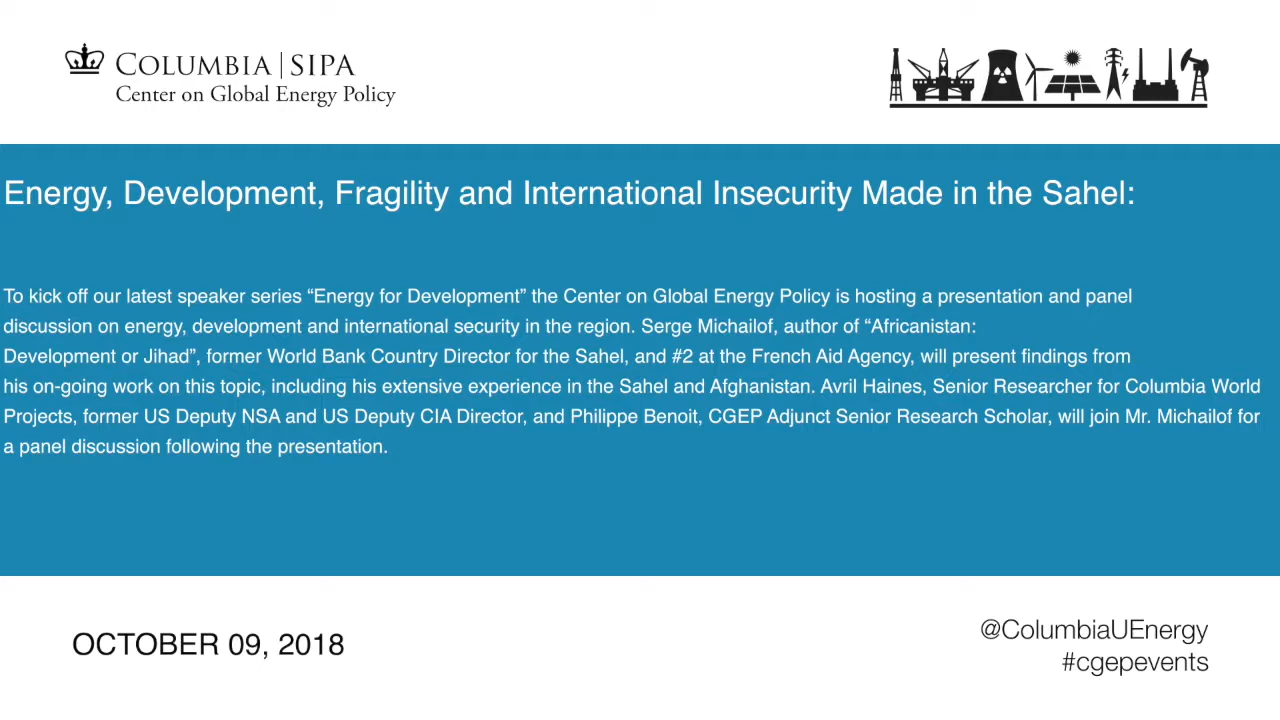 COLUMBIA | SIPA
Center on Global Energy Policy
Energy, Development, Fragility and International Insecurity Made in the Sahel:
To kick off our latest speaker series “Energy for Development” the Center on Global Energy Policy is hosting a presentation and panel
discussion on energy, development and international security in the region. Serge Michailof, author of “Africanistan:
Development or Jihad”, former World Bank Country Director for the Sahel, and #2 at the French Aid Agency, will present findings from
his on-going work on this topic, including his extensive experience in the Sahel and Afghanistan. Avril Haines, Senior Researcher for Columbia World
Projects, former US Deputy NSA and US Deputy CIA Director, and Philippe Benoit, CGEP Adjunct Senior Research Scholar, will join Mr. Michailof for
a panel discussion following the presentation.
OCTOBER 09, 2018
@ColumbiaUEnergy
#cgepevents